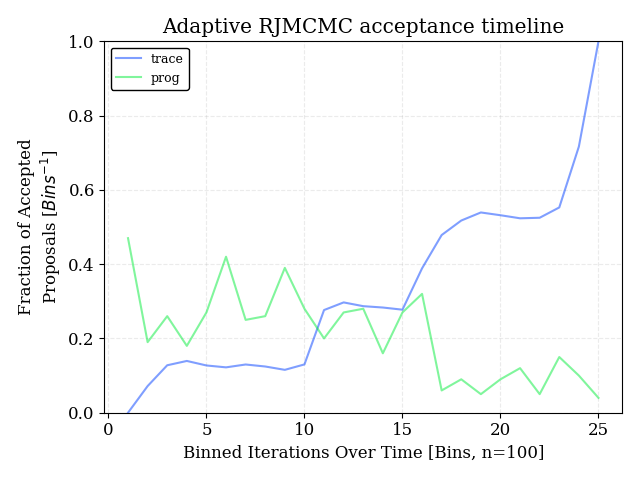 Adaptive RJMCMC acceptance timeline
trace
prog
1.0
0.8
0.6
0.4
0.2
0.0
Fraction of Accepted
Proposals [Bins⁻¹]
0 5 10 15 20 25
Binned Iterations Over Time [Bins, n=100]